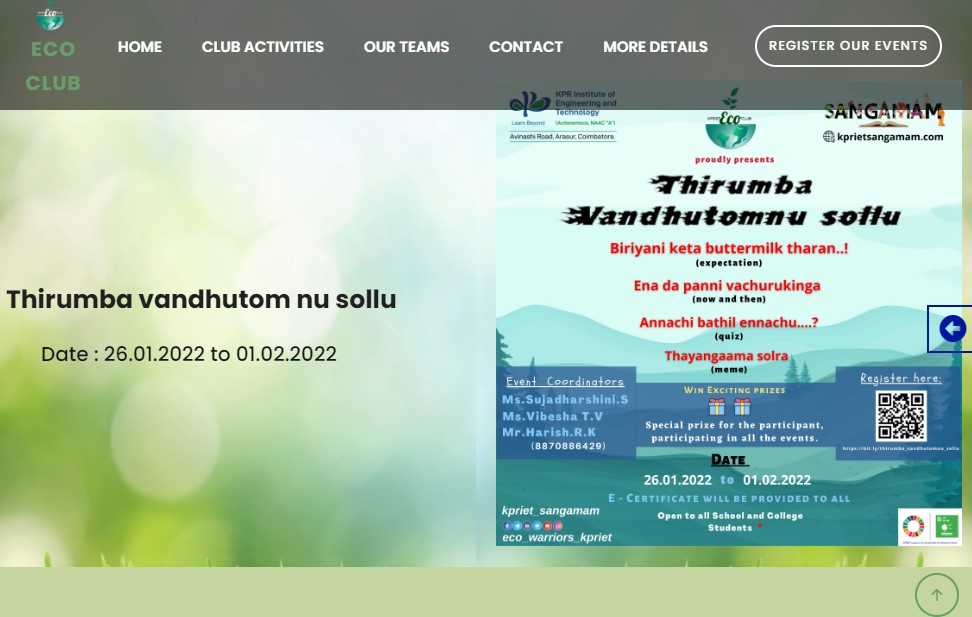 ECO
CLUB
HOME
CLUB ACTIVITIES
OUR TEAMS
CONTACT
MORE DETAILS
REGISTER OUR EVENTS
Thirumba vandhutom nu sollu
Date : 26.01.2022 to 01.02.2022
KPR Institute of
Engineering and
Technology
Learn Beyond (Autonomous, NAAC "A")
Avinashi Road, Arasur, Coimbatore.
Eco
SANGAMAM
kprietsangamam.com
proudly presents
Thirumba
Vandhutomnu sollu
Biriyani keta buttermilk tharan..!
(expectation)
Ena da panni vachurukinga
(now and then)
Annachi bathil ennachu....?
(quiz)
Thayangaama solra
(meme)
Event Coordinators
Ms.Sujadharshini.S
Ms.Vibesha T.V
Mr.Harish.R.K
(8870886429)
WIN EXCITING PRIZES
Special prize for the participant,
participating in all the events.
Register here:
https://bit.ly/thirumba_vandhutomnu_sollu
DATE
26.01.2022 to 01.02.2022
E - CERTIFICATE WILL BE PROVIDED TO ALL
Open to all School and College
Students *
kpriet_sangamam
eco_warriors_kpriet